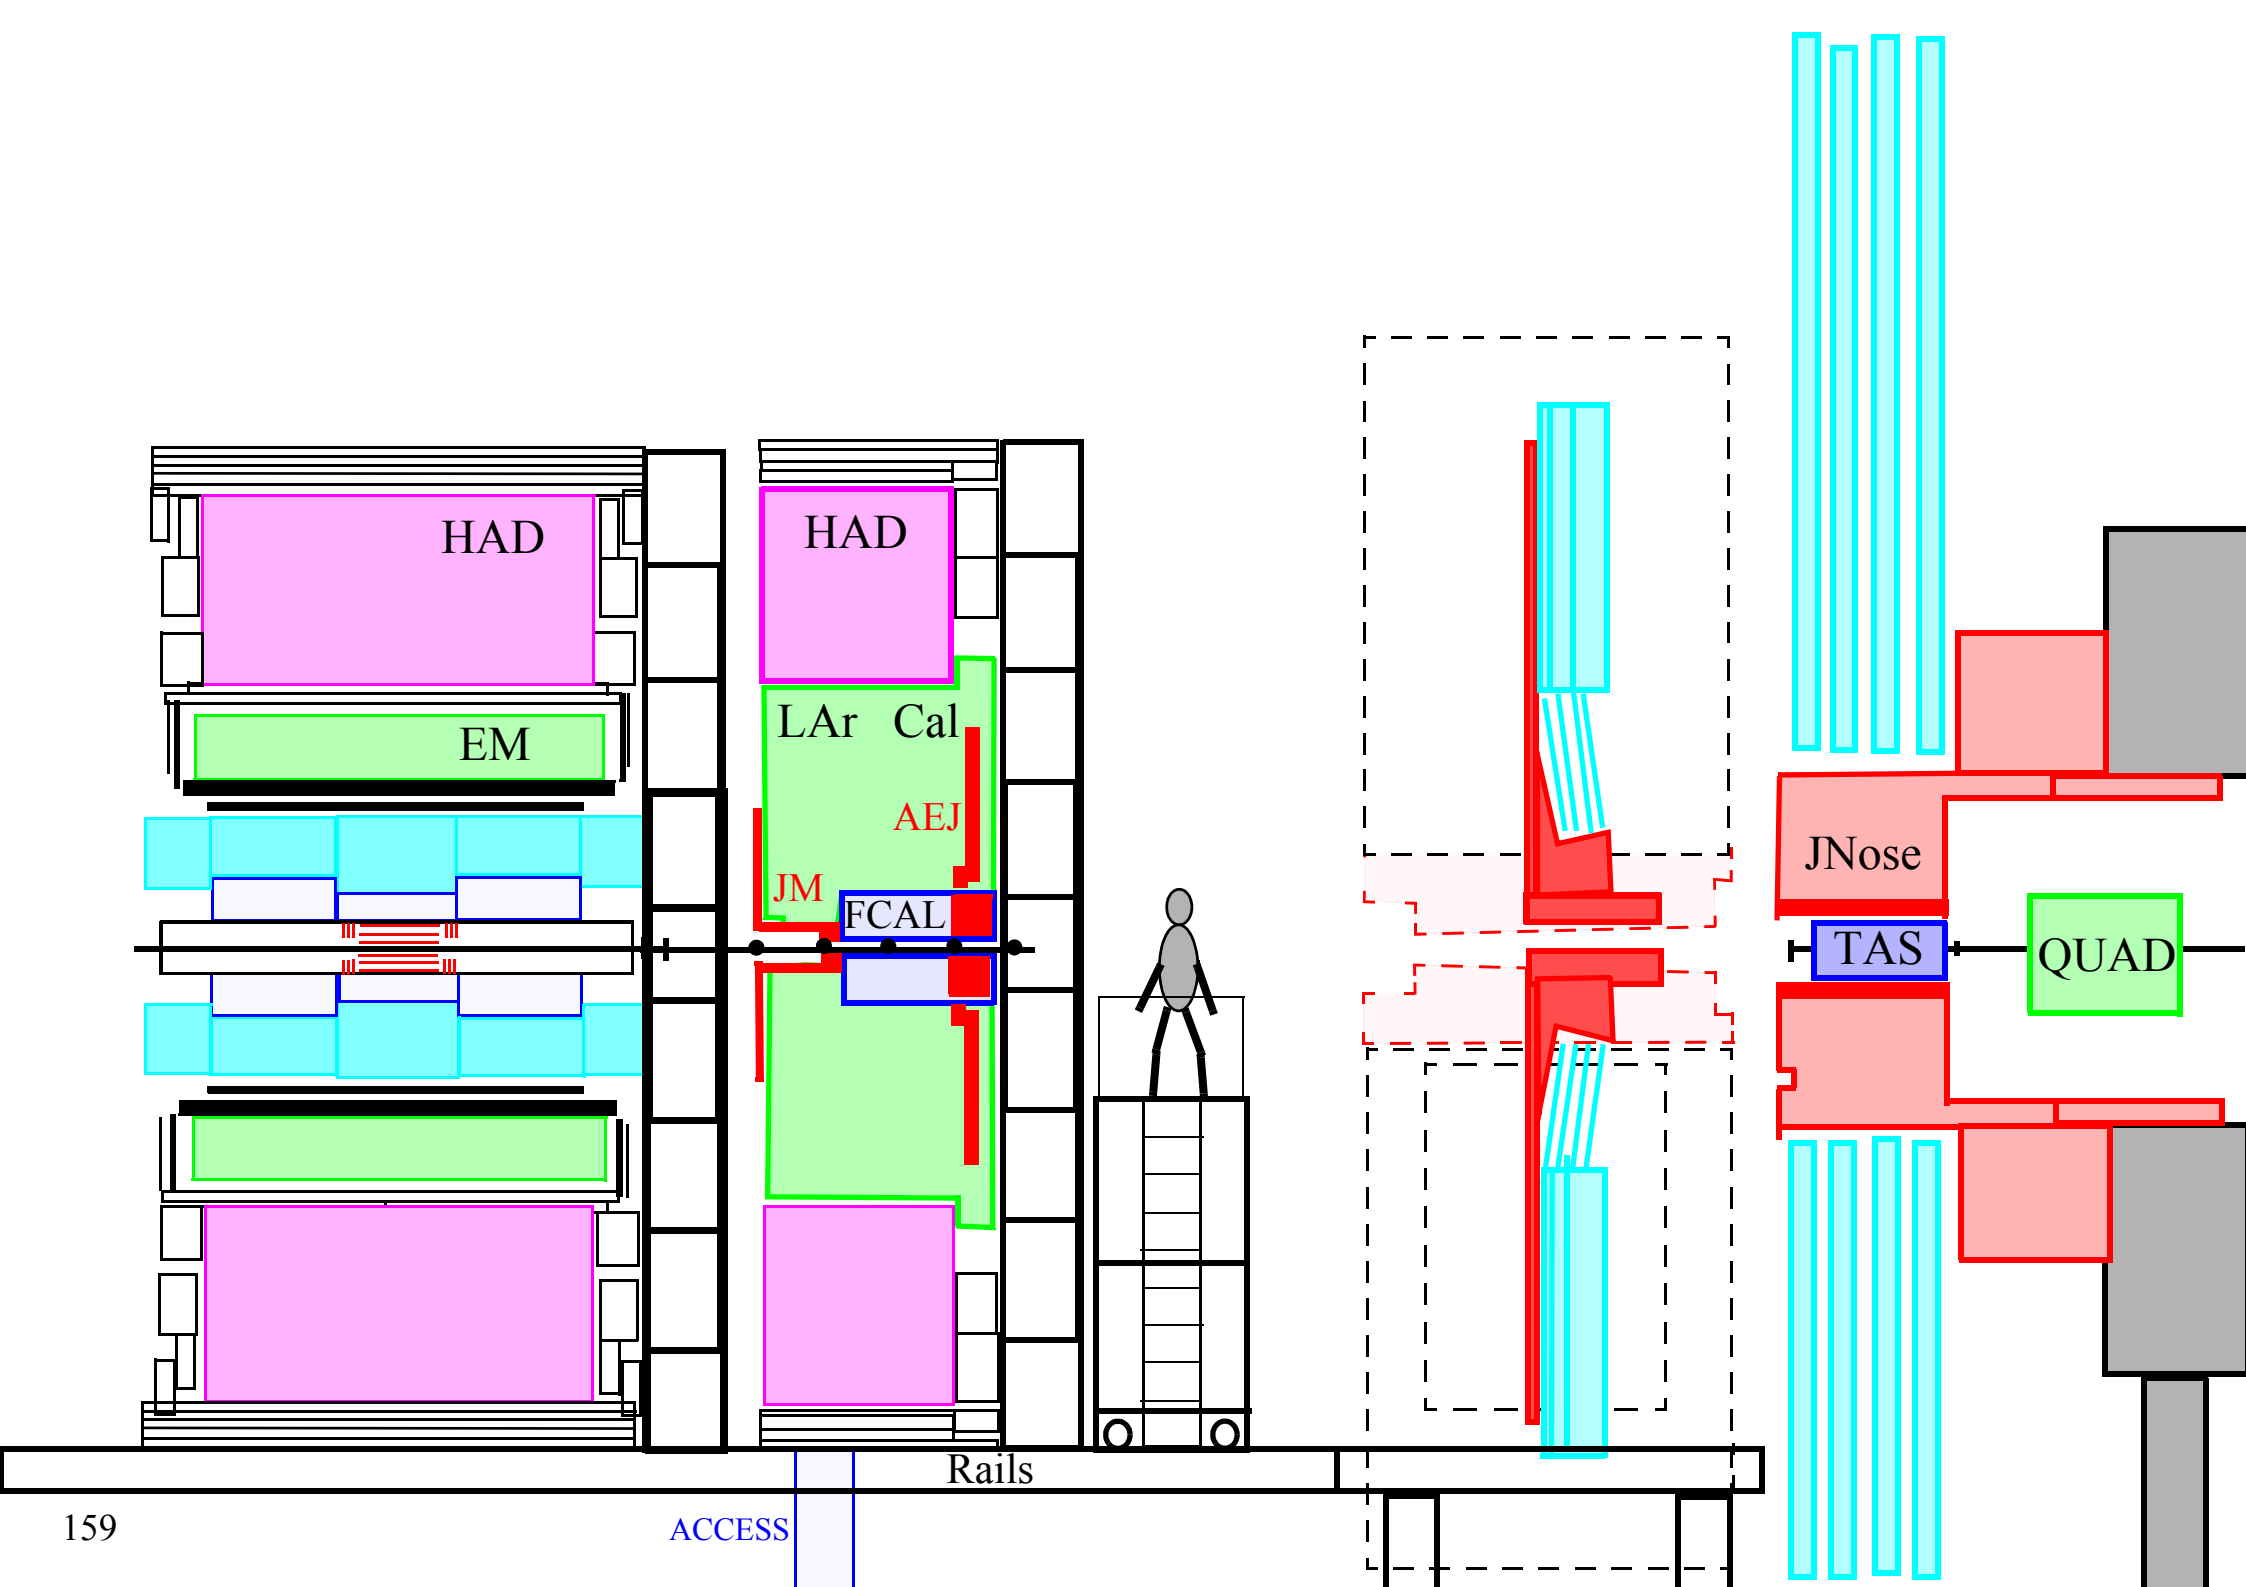 HAD
HAD
EM
LAr Cal
AEJ
JM
FCAL
JNose
TAS
QUAD
Rails
159
ACCESS